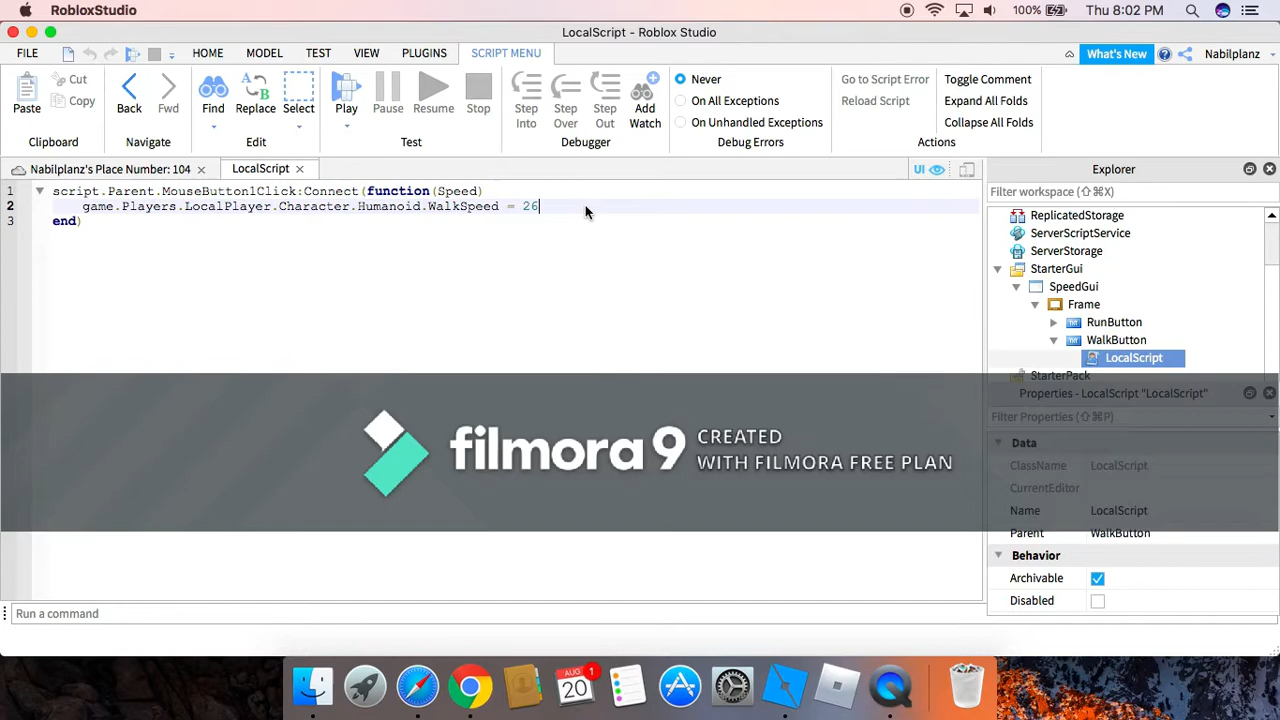 RobloxStudio
100%
Thu 8:02 PM
LocalScript - Roblox Studio
FILE
HOME
MODEL
TEST
VIEW
PLUGINS
SCRIPT MENU
What's New
Nabilplanz
Paste
Cut
Copy
Clipboard
Back
Fwd
Navigate
Find
Replace
Select
Edit
Play
Pause
Resume
Stop
Test
Step Into
Step Over
Step Out
Add Watch
Debugger
Never
On All Exceptions
On Unhandled Exceptions
Debug Errors
Go to Script Error
Reload Script
Toggle Comment
Expand All Folds
Collapse All Folds
Actions
Nabilplanz's Place Number: 104
LocalScript
UI
1 script.Parent.MouseButton1Click:Connect(function(Speed)
2 game.Players.LocalPlayer.Character.Humanoid.WalkSpeed = 26
3 end)
Explorer
Filter workspace (⇧⌘X)
ReplicatedStorage
ServerScriptService
ServerStorage
StarterGui
SpeedGui
Frame
RunButton
WalkButton
LocalScript
StarterPack
Properties - LocalScript "LocalScript"
Filter Properties (⇧⌘P)
Data
ClassName LocalScript
CurrentEditor
Name LocalScript
Parent WalkButton
Behavior
Archivable
Disabled
filmora9
CREATED
WITH FILMORA FREE PLAN
Run a command
AUG
20
1